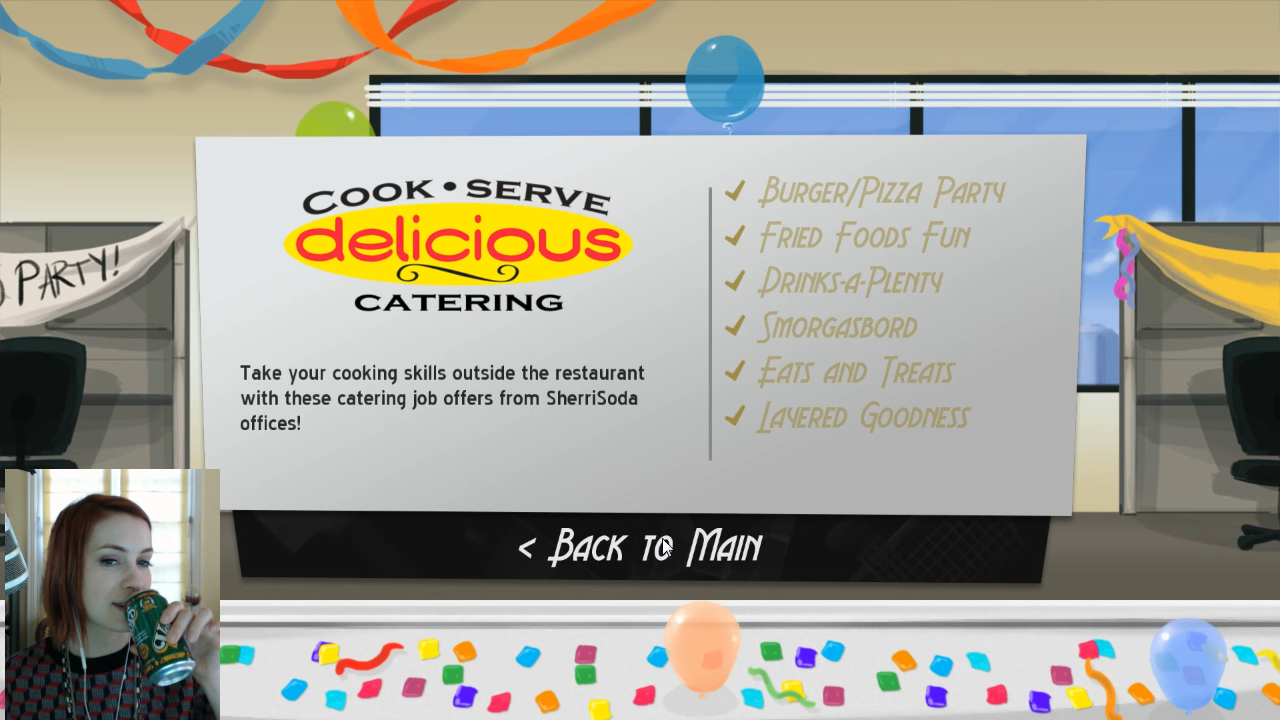 PARTY!
COOK • SERVE
delicious
CATERING
Take your cooking skills outside the restaurant
with these catering job offers from SherriSoda
offices!
Burger/Pizza Party
Fried Foods Fun
Drinks-a-Plenty
Smorgasbord
Eats and Treats
Layered Goodness
< Back to Main